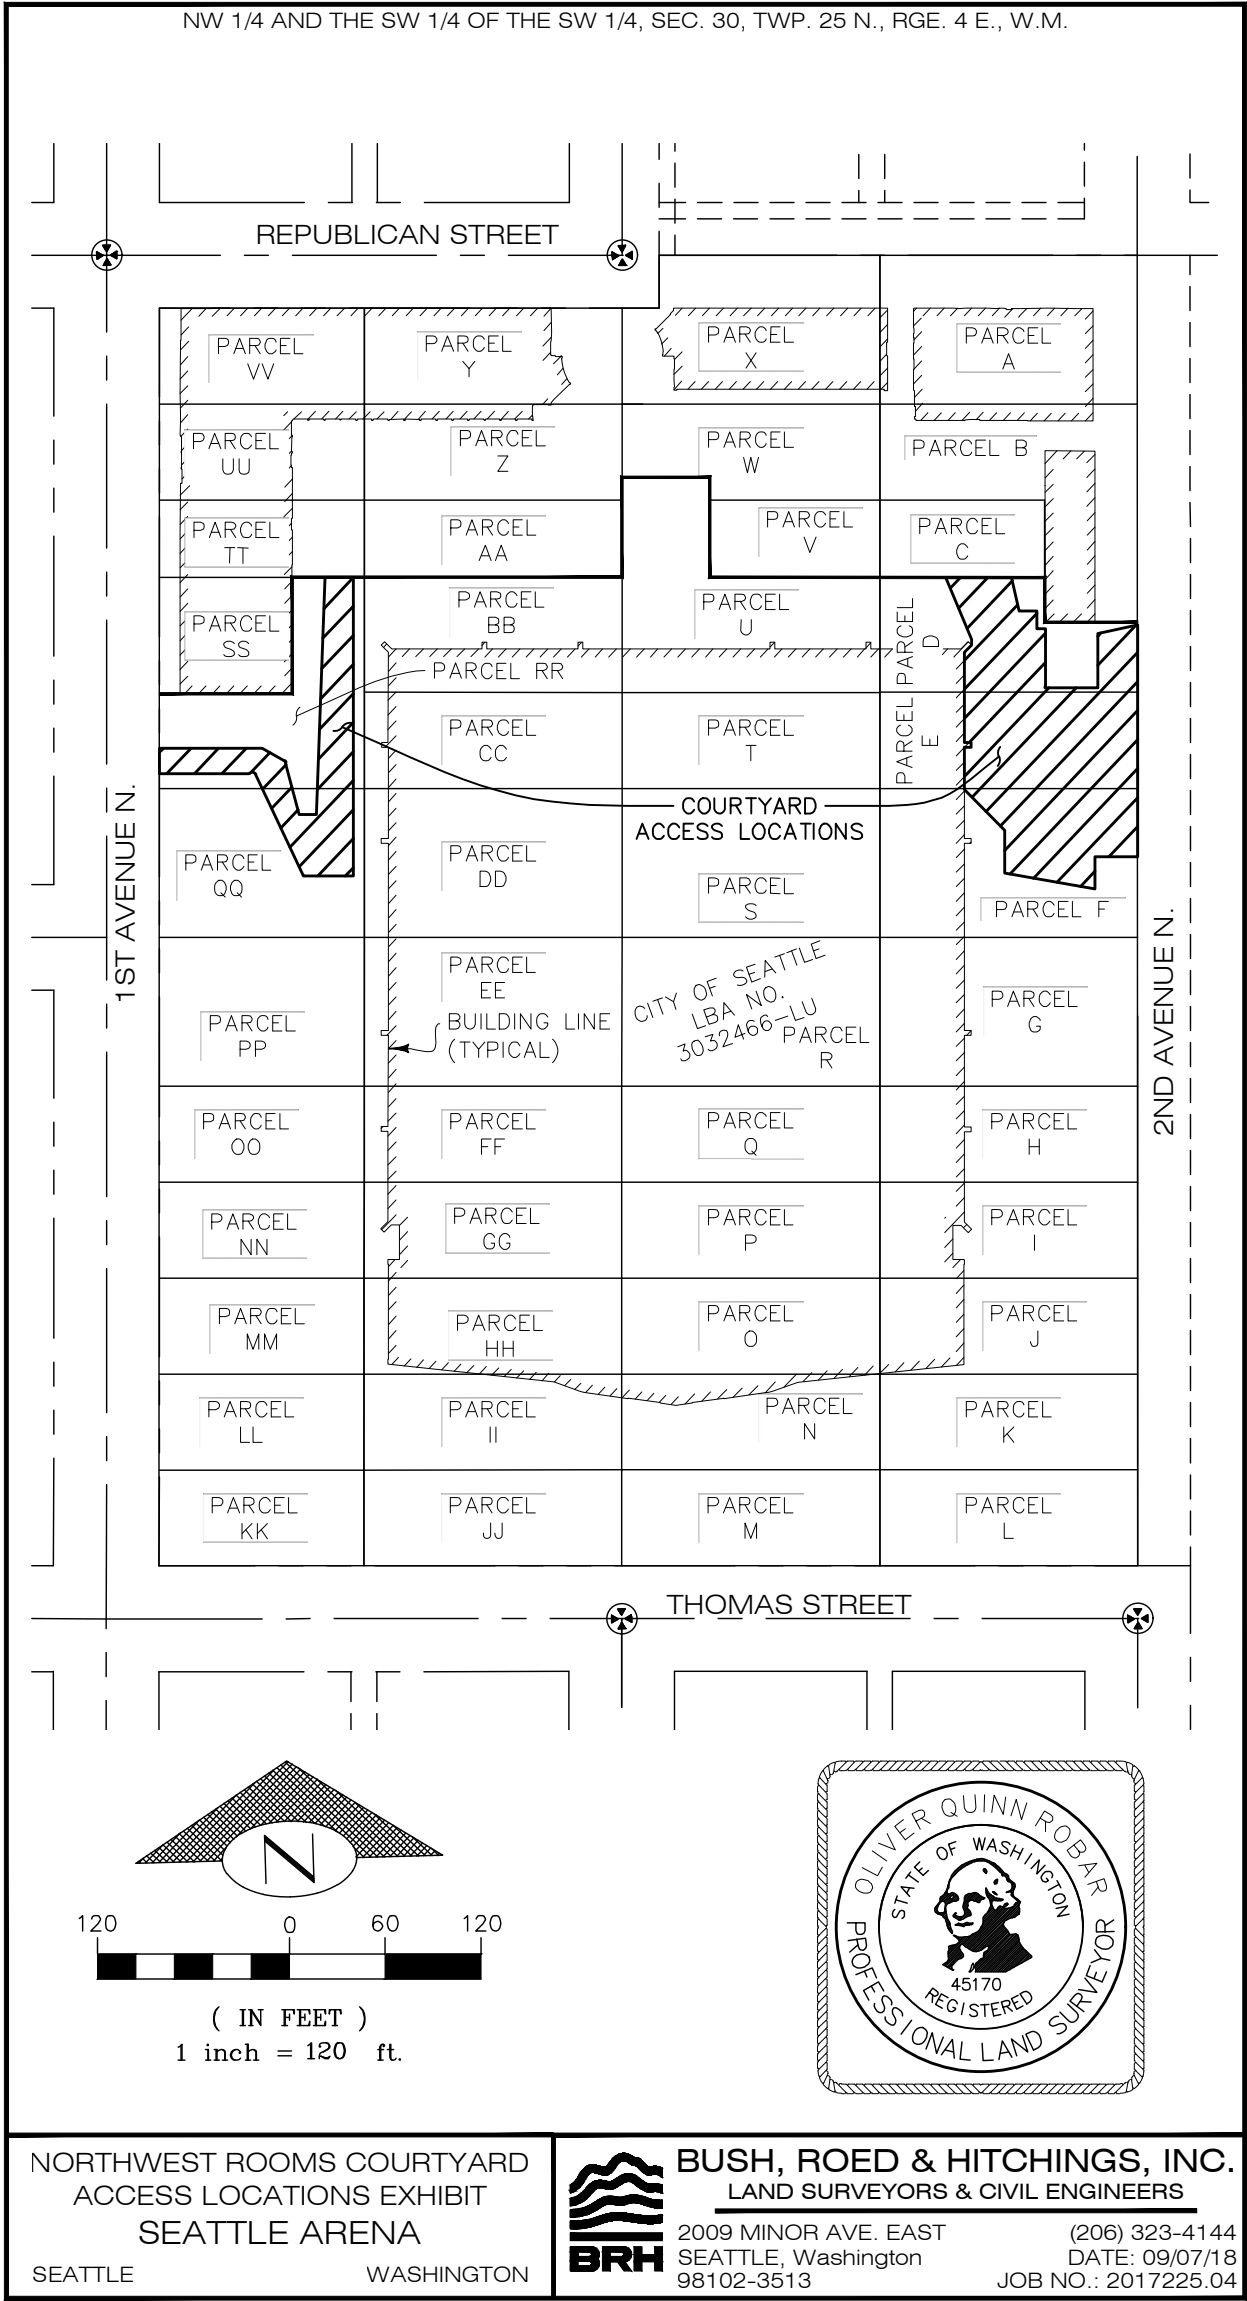 NW 1/4 AND THE SW 1/4 OF THE SW 1/4, SEC. 30, TWP. 25 N., RGE. 4 E., W.M.
REPUBLICAN STREET
PARCEL
VV
PARCEL
Y
PARCEL
X
PARCEL
A
PARCEL
UU
PARCEL
Z
PARCEL
W
PARCEL B
PARCEL
TT
PARCEL
AA
PARCEL
V
PARCEL
C
PARCEL
SS
PARCEL
BB
PARCEL
U
PARCEL
D
PARCEL RR
PARCEL
CC
PARCEL
T
PARCEL
E
COURTYARD
ACCESS LOCATIONS
1ST AVENUE N.
PARCEL
QQ
PARCEL
DD
PARCEL
S
PARCEL F
2ND AVENUE N.
PARCEL
EE
CITY OF SEATTLE
LBA NO.
3032466-LU
PARCEL
R
PARCEL
G
PARCEL
PP
BUILDING LINE
(TYPICAL)
PARCEL
OO
PARCEL
FF
PARCEL
Q
PARCEL
H
PARCEL
NN
PARCEL
GG
PARCEL
P
PARCEL
I
PARCEL
MM
PARCEL
HH
PARCEL
O
PARCEL
J
PARCEL
LL
PARCEL
II
PARCEL
N
PARCEL
K
PARCEL
KK
PARCEL
JJ
PARCEL
M
PARCEL
L
THOMAS STREET
N
120 0 60 120
( IN FEET )
1 inch = 120 ft.
OLIVER QUINN ROBAR
STATE OF WASHINGTON
45170
REGISTERED
PROFESSIONAL LAND SURVEYOR
NORTHWEST ROOMS COURTYARD
ACCESS LOCATIONS EXHIBIT
SEATTLE ARENA
SEATTLE WASHINGTON
BRH
BUSH, ROED & HITCHINGS, INC.
LAND SURVEYORS & CIVIL ENGINEERS
2009 MINOR AVE. EAST (206) 323-4144
SEATTLE, Washington DATE: 09/07/18
98102-3513 JOB NO.: 2017225.04